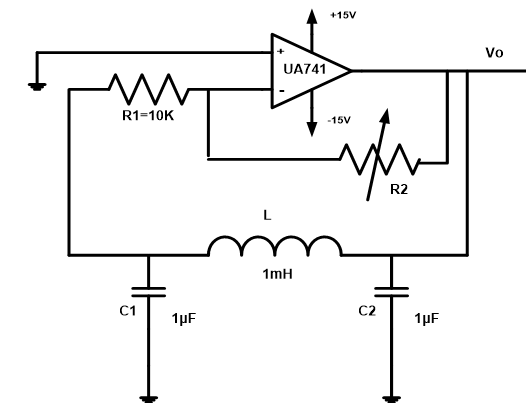 +15V
Vo
+
UA741
-
R1=10K
-15V
R2
L
1mH
C1
1µF
C2
1µF